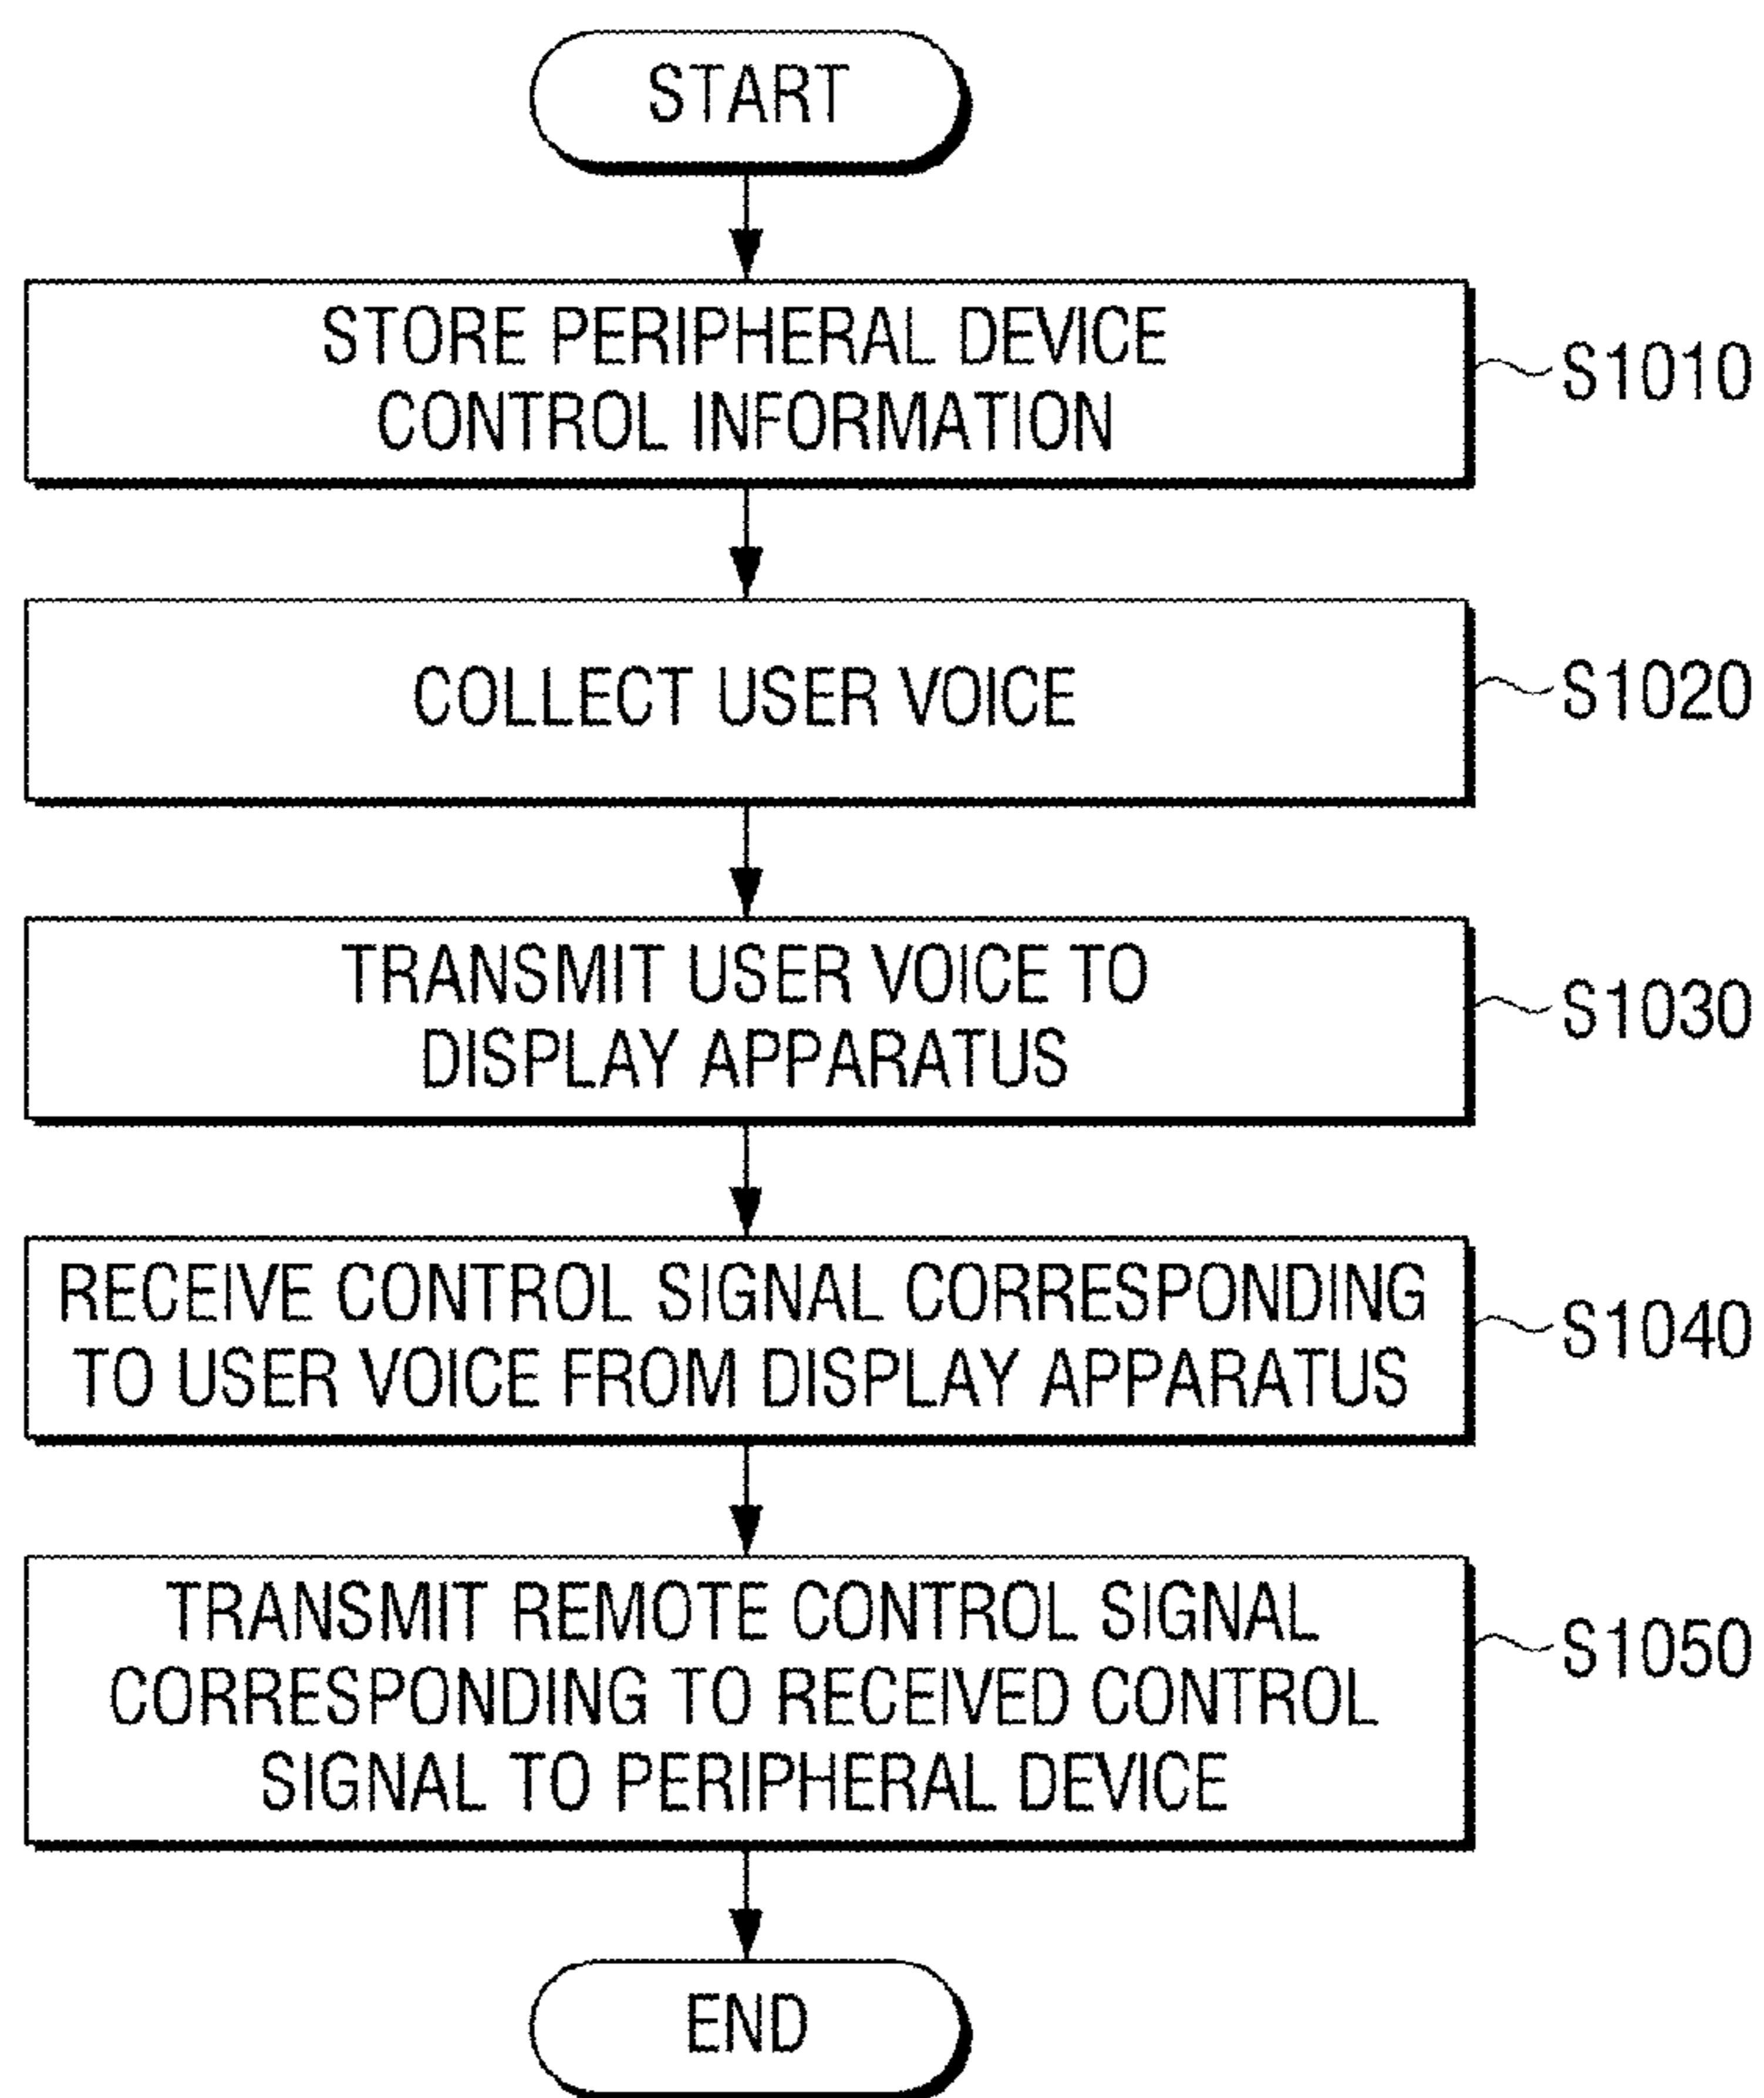 START
STORE PERIPHERAL DEVICE
CONTROL INFORMATION
S1010
COLLECT USER VOICE
S1020
TRANSMIT USER VOICE TO
DISPLAY APPARATUS
S1030
RECEIVE CONTROL SIGNAL CORRESPONDING
TO USER VOICE FROM DISPLAY APPARATUS
S1040
TRANSMIT REMOTE CONTROL SIGNAL
CORRESPONDING TO RECEIVED CONTROL
SIGNAL TO PERIPHERAL DEVICE
S1050
END